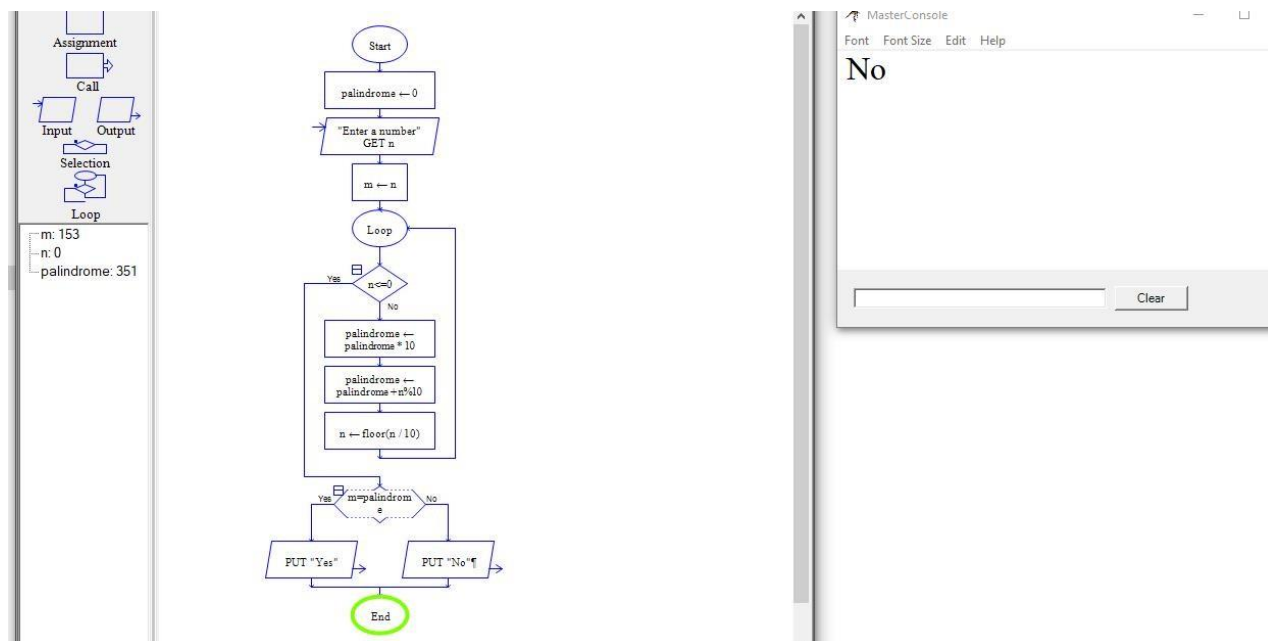 Assignment
Call
Input Output
Selection
Loop
m: 153
n: 0
palindrome: 351
Start
palindrome ← 0
"Enter a number"
GET n
m ← n
Loop
Yes
n<=0
No
palindrome ←
palindrome * 10
palindrome ←
palindrome+n%10
n ← floor(n / 10)
Yes
m=palindrom
e
No
PUT "Yes"
PUT "No"¶
End
MasterConsole
Font Font Size Edit Help
No
Clear